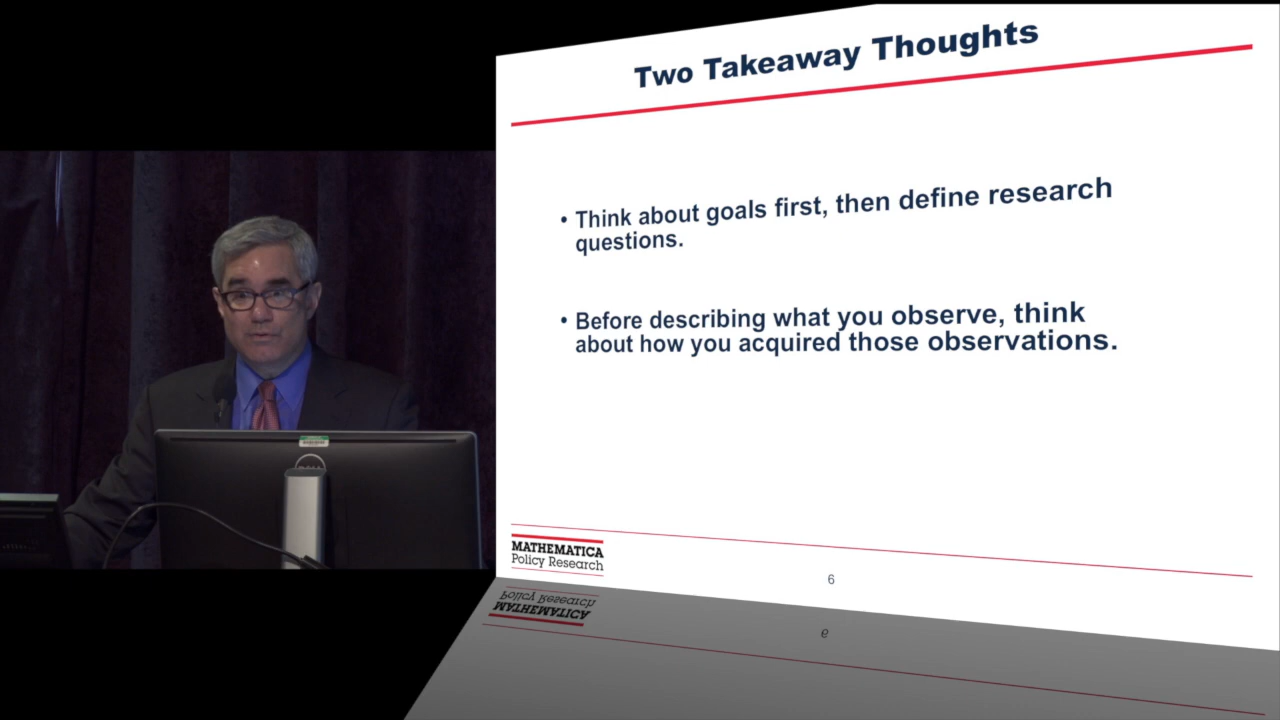 Two Takeaway Thoughts
• Think about goals first, then define research
questions.
• Before describing what you observe, think
about how you acquired those observations.
MATHEMATICA
Policy Research
6